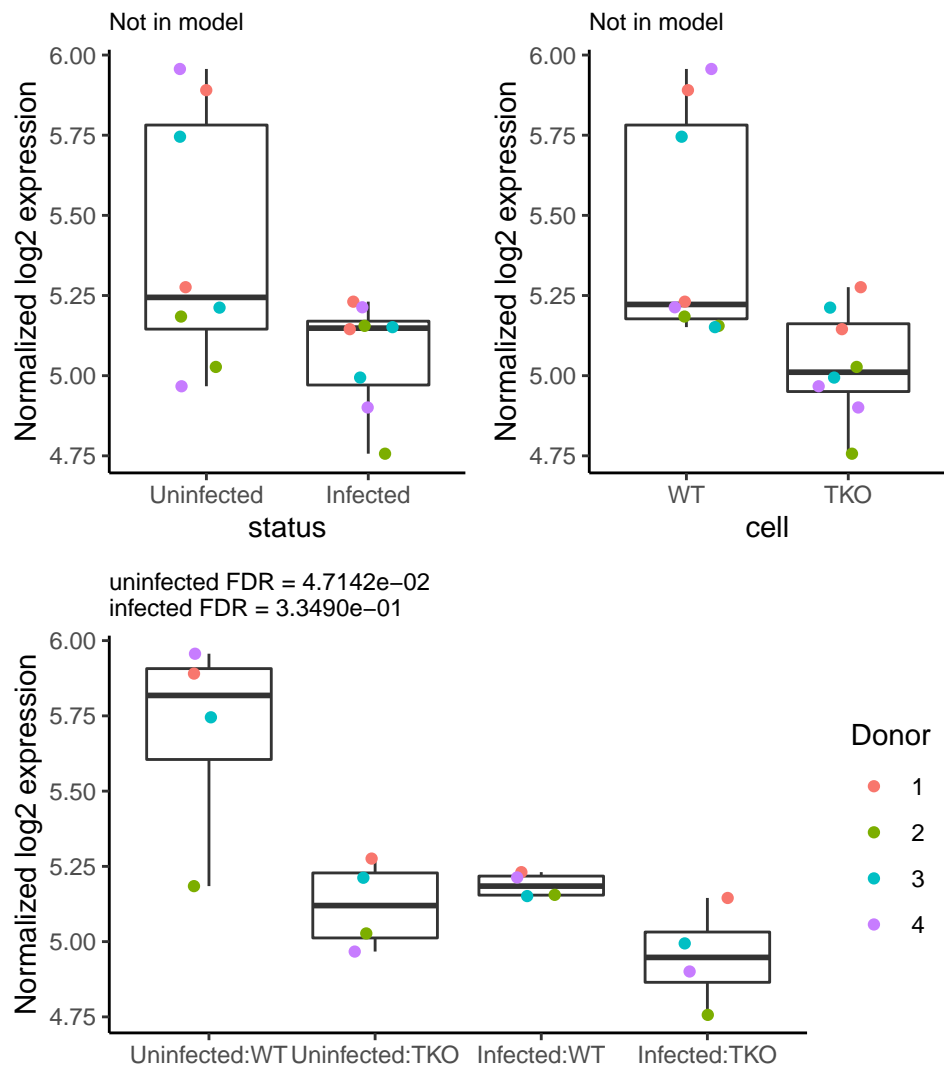 Not in model
Normalized log2 expression
6.00
5.75
5.50
5.25
5.00
4.75
Uninfected Infected
status
Not in model
Normalized log2 expression
6.00
5.75
5.50
5.25
5.00
4.75
WT TKO
cell
uninfected FDR = 4.7142e−02
infected FDR = 3.3490e−01
Normalized log2 expression
6.00
5.75
5.50
5.25
5.00
4.75
Uninfected:WT Uninfected:TKO Infected:WT Infected:TKO
Donor
1
2
3
4